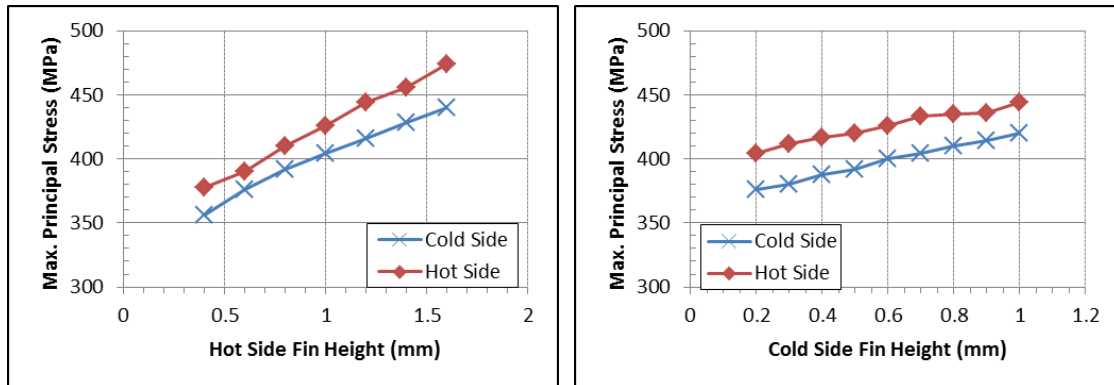 500
450
400
350
300
Max. Principal Stress (MPa)
Cold Side
Hot Side
0
0.5
1
1.5
2
Hot Side Fin Height (mm)
500
450
400
350
300
Max. Principal Stress (MPa)
Cold Side
Hot Side
0
0.2
0.4
0.6
0.8
1
1.2
Cold Side Fin Height (mm)